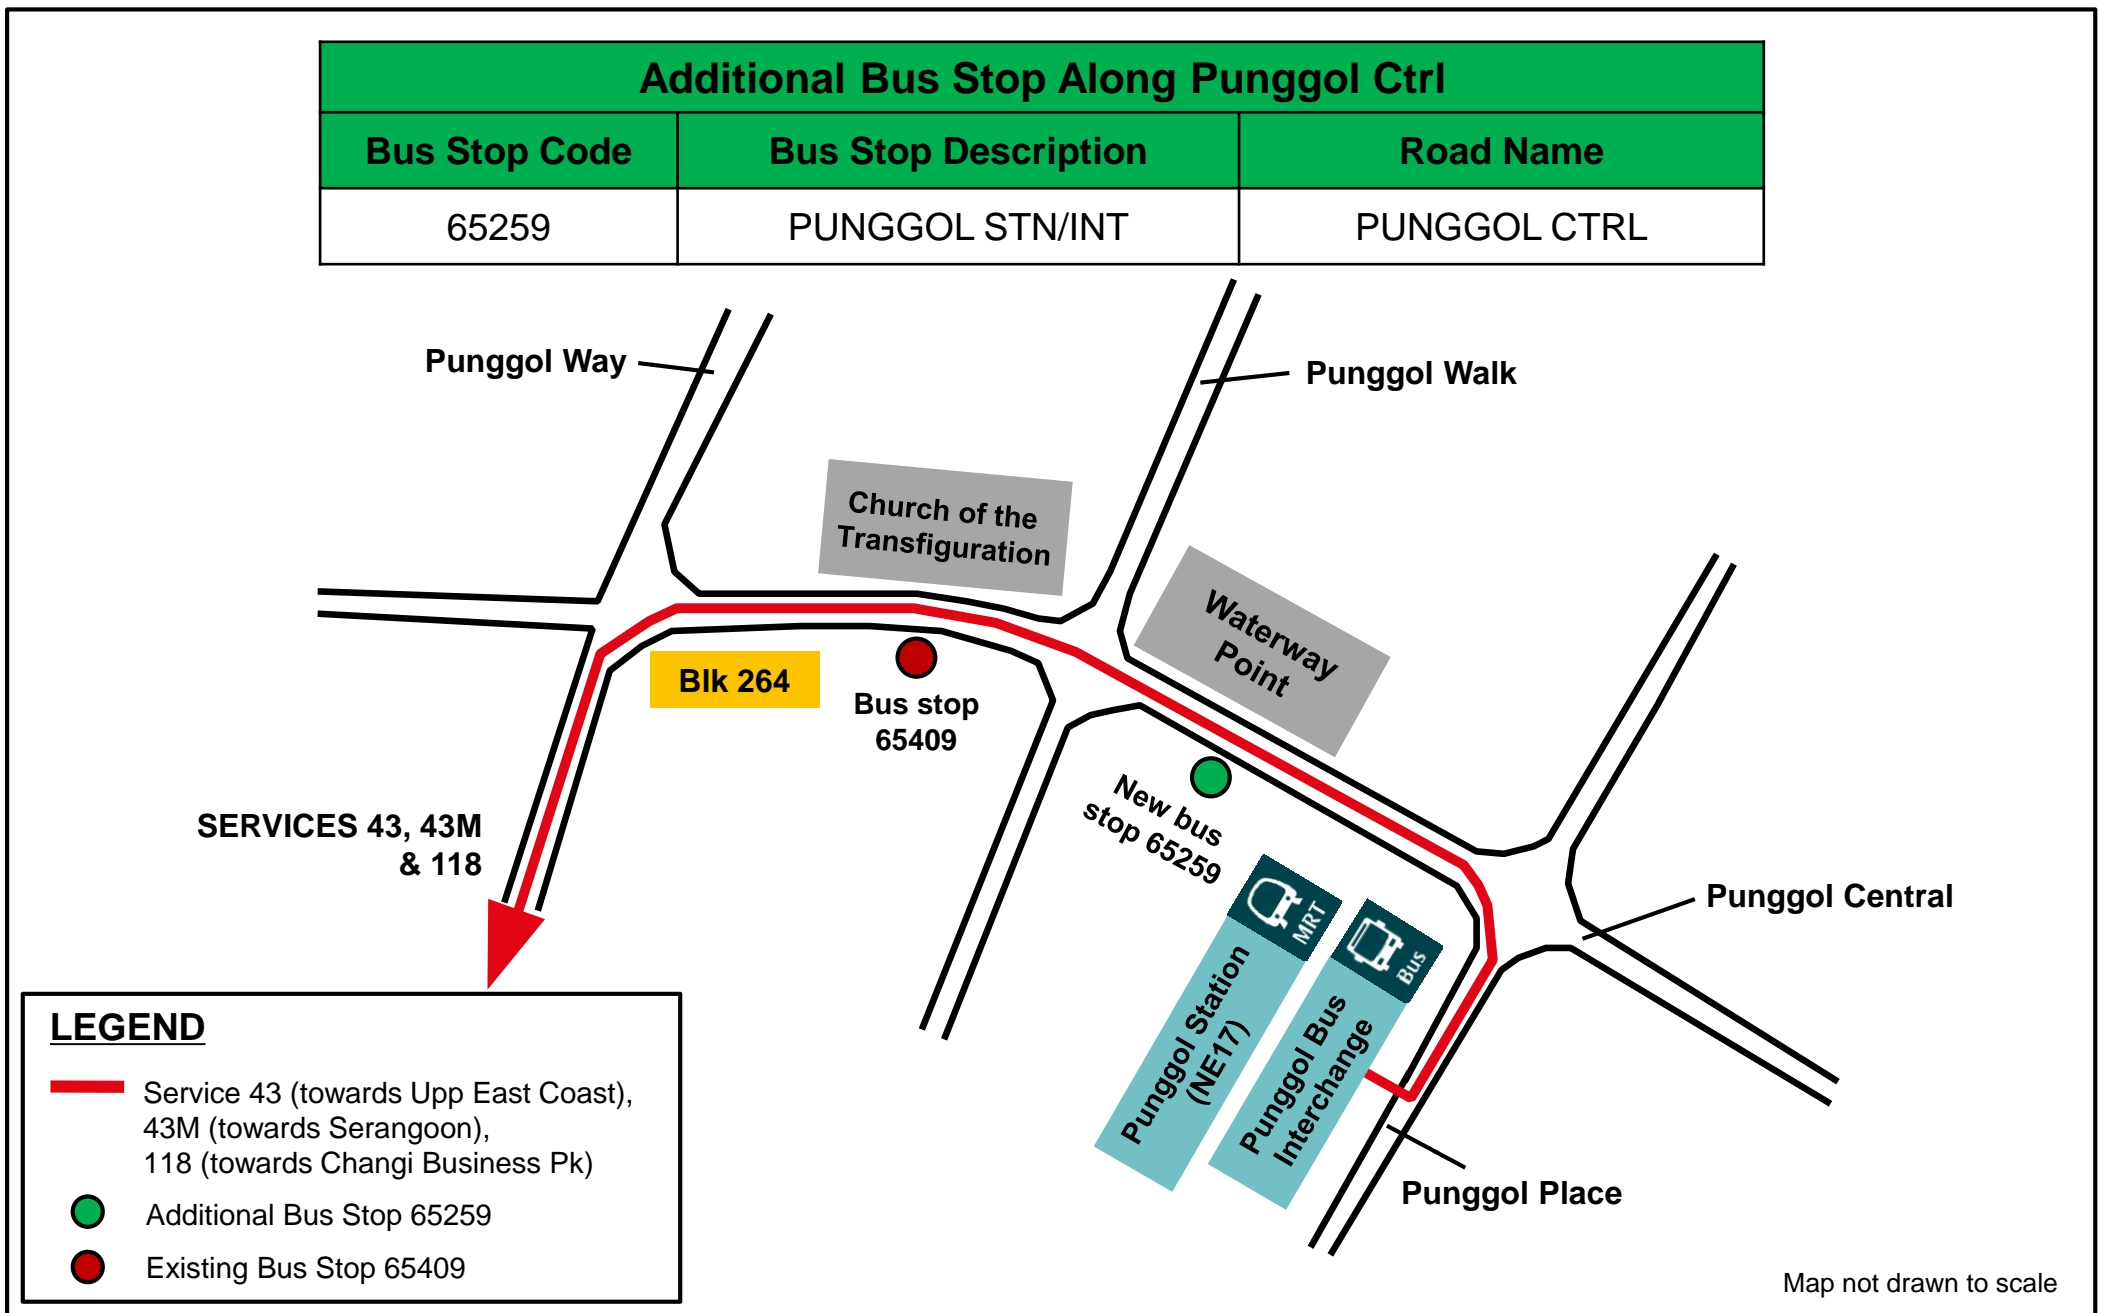 Additional Bus Stop Along Punggol Ctrl
Bus Stop Code
Bus Stop Description
Road Name
65259
PUNGGOL STN/INT
PUNGGOL CTRL
Punggol Way
Punggol Walk
Church of the
Transfiguration
Waterway
Point
Blk 264
Bus stop
65409
New bus
stop 65259
SERVICES 43, 43M
& 118
MRT
Bus
Punggol Central
Punggol Station
(NE17)
Punggol Bus
Interchange
Punggol Place
LEGEND
Service 43 (towards Upp East Coast),
43M (towards Serangoon),
118 (towards Changi Business Pk)
Additional Bus Stop 65259
Existing Bus Stop 65409
Map not drawn to scale